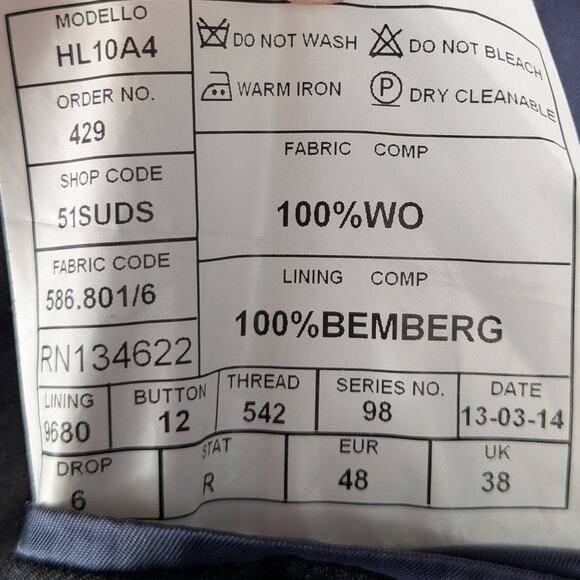 MODELLO
HL10A4
ORDER NO.
429
SHOP CODE
51SUDS
FABRIC CODE
586.801/6
RN134622
DO NOT WASH
DO NOT BLEACH
WARM IRON
P DRY CLEANABLE
FABRIC COMP
100%WO
LINING COMP
100%BEMBERG
LINING
9680
BUTTON
12
THREAD
542
SERIES NO.
98
DATE
13-03-14
DROP
6
STAT
R
EUR
48
UK
38